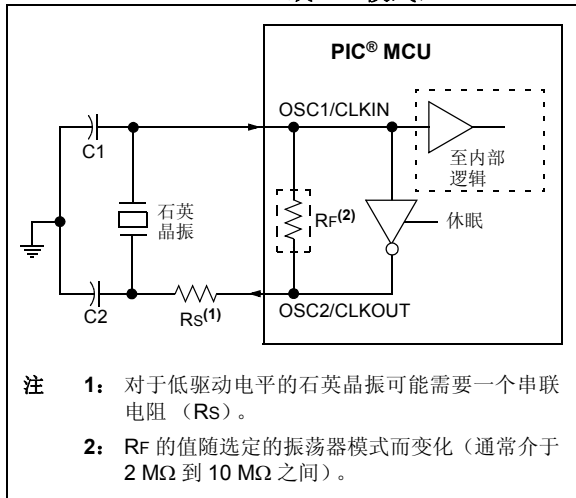 PIC® MCU
OSC1/CLKIN
C1
至内部
逻辑
石英
晶振
RF(2)
休眠
C2
RS(1)
OSC2/CLKOUT
注 1: 对于低驱动电平的石英晶振可能需要一个串联
电阻 （RS）。
2: RF 的值随选定的振荡器模式而变化（通常介于
2 MΩ 到 10 MΩ 之间）。